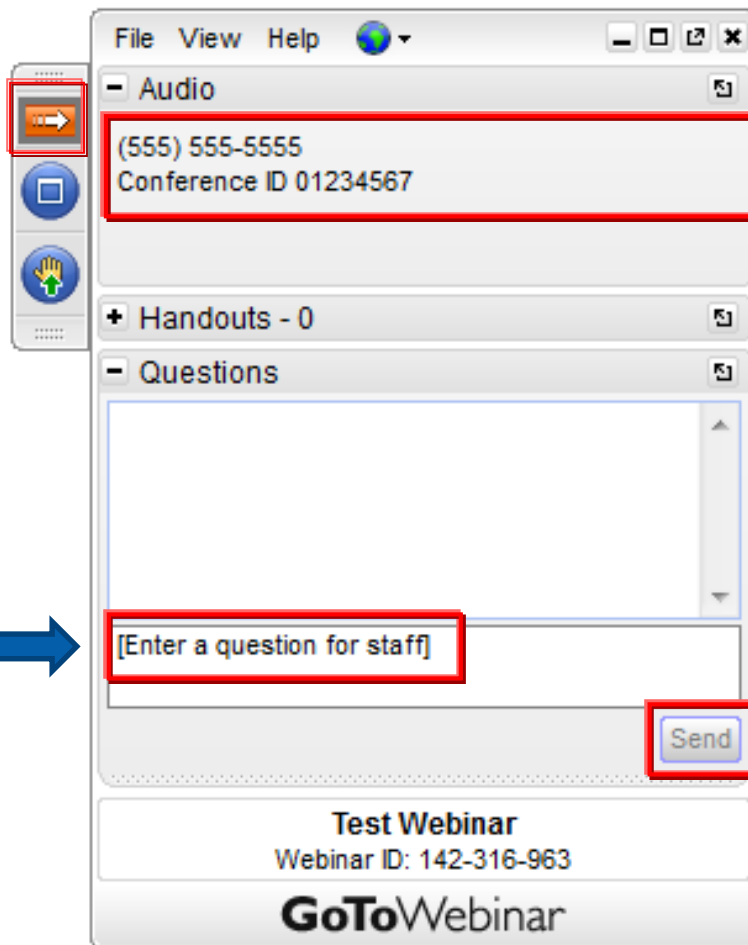 File View Help
Audio
(555) 555-5555
Conference ID 01234567
Handouts - 0
Questions
[Enter a question for staff]
Send
Test Webinar
Webinar ID: 142-316-963
GoToWebinar